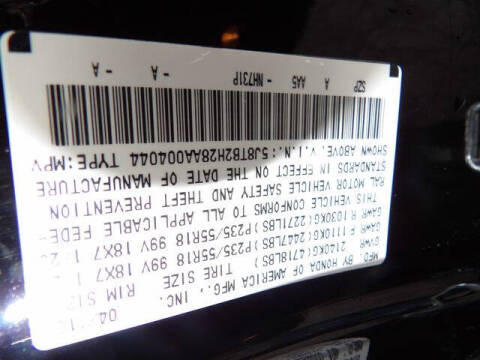 MFD. BY HONDA OF AMERICA MFG., INC.
GVWR 2140KG(4718LBS) TIRE SIZE RIM SIZ
GAWR F:1110KG(2447LBS)P235/55R18 99V 18X7
GAWR R:1030KG(2271LBS)P235/55R18 99V 18X7
THIS VEHICLE CONFORMS TO ALL APPLICABLE FEDE-
RAL MOTOR VEHICLE SAFETY AND THEFT PREVENTION
STANDARDS IN EFFECT ON THE DATE OF MANUFACTURE
SHOWN ABOVE. V.I.N.: 5J8TB2H28AA004044 TYPE:MPV
SZP A AA5 NH731P - A - A